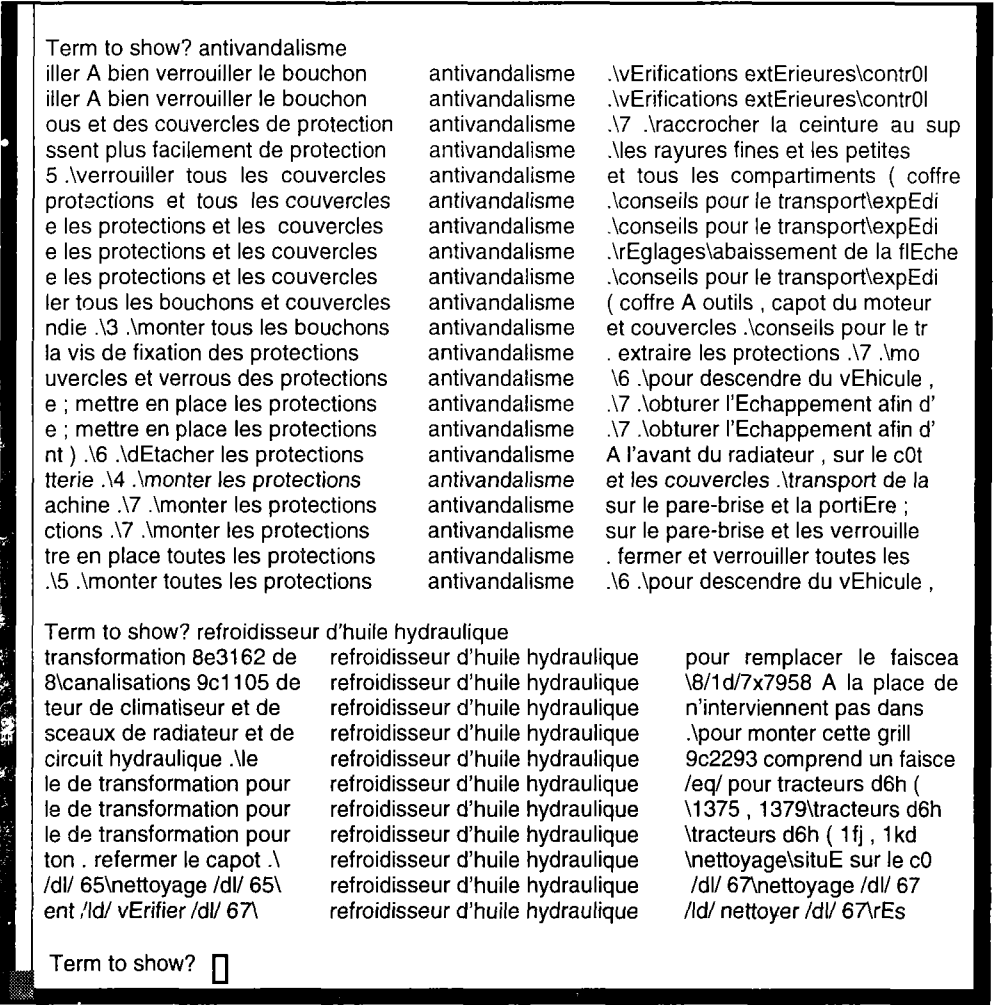 Term to show? antivandalisme
iller A bien verrouiller le bouchon antivandalisme .\vErifications extErieures\contr0l
iller A bien verrouiller le bouchon antivandalisme .\vErifications extErieures\contr0l
ous et des couvercles de protection antivandalisme .\7 .\raccrocher la ceinture au sup
ssent plus facilement de protection antivandalisme .\les rayures fines et les petites
5 .\verrouiller tous les couvercles antivandalisme et tous les compartiments ( coffre
protections et tous les couvercles antivandalisme .\conseils pour le transport\expEdi
e les protections et les couvercles antivandalisme .\conseils pour le transport\expEdi
e les protections et les couvercles antivandalisme .\rEglages\abaissement de la flEche
e les protections et les couvercles antivandalisme .\conseils pour le transport\expEdi
ler tous les bouchons et couvercles antivandalisme ( coffre A outils , capot du moteur
ndie .\3 .\monter tous les bouchons antivandalisme et couvercles .\conseils pour le tr
la vis de fixation des protections antivandalisme . extraire les protections .\7 .\mo
uvercles et verrous des protections antivandalisme \6 .\pour descendre du vEhicule ,
e ; mettre en place les protections antivandalisme .\7 .\obturer l'Echappement afin d'
e ; mettre en place les protections antivandalisme .\7 .\obturer l'Echappement afin d'
nt ) .\6 .\dEtacher les protections antivandalisme A l'avant du radiateur , sur le c0t
tterie .\4 .\monter les protections antivandalisme et les couvercles .\transport de la
achine .\7 .\monter les protections antivandalisme sur le pare-brise et la portiEre ;
ctions .\7 .\monter les protections antivandalisme sur le pare-brise et les verrouille
tre en place toutes les protections antivandalisme . fermer et verrouiller toutes les
.\5 .\monter toutes les protections antivandalisme .\6 .\pour descendre du vEhicule ,
Term to show? refroidisseur d'huile hydraulique
transformation 8e3162 de refroidisseur d'huile hydraulique pour remplacer le faiscea
8\canalisations 9c1105 de refroidisseur d'huile hydraulique \8/1d/7x7958 A la place de
teur de climatiseur et de refroidisseur d'huile hydraulique n'interviennent pas dans
sceaux de radiateur et de refroidisseur d'huile hydraulique .\pour monter cette grill
circuit hydraulique .\le refroidisseur d'huile hydraulique 9c2293 comprend un faisce
le de transformation pour refroidisseur d'huile hydraulique /eq/ pour tracteurs d6h (
le de transformation pour refroidisseur d'huile hydraulique \1375 , 1379\tracteurs d6h
le de transformation pour refroidisseur d'huile hydraulique \tracteurs d6h ( 1fj , 1kd
ton . refermer le capot .\ refroidisseur d'huile hydraulique \nettoyage\situE sur le c0
/dl/ 65\nettoyage /dl/ 65\ refroidisseur d'huile hydraulique /dl/ 67\nettoyage /dl/ 67
ent /ld/ vErifier /dl/ 67\ refroidisseur d'huile hydraulique /ld/ nettoyer /dl/ 67\rEs
Term to show?